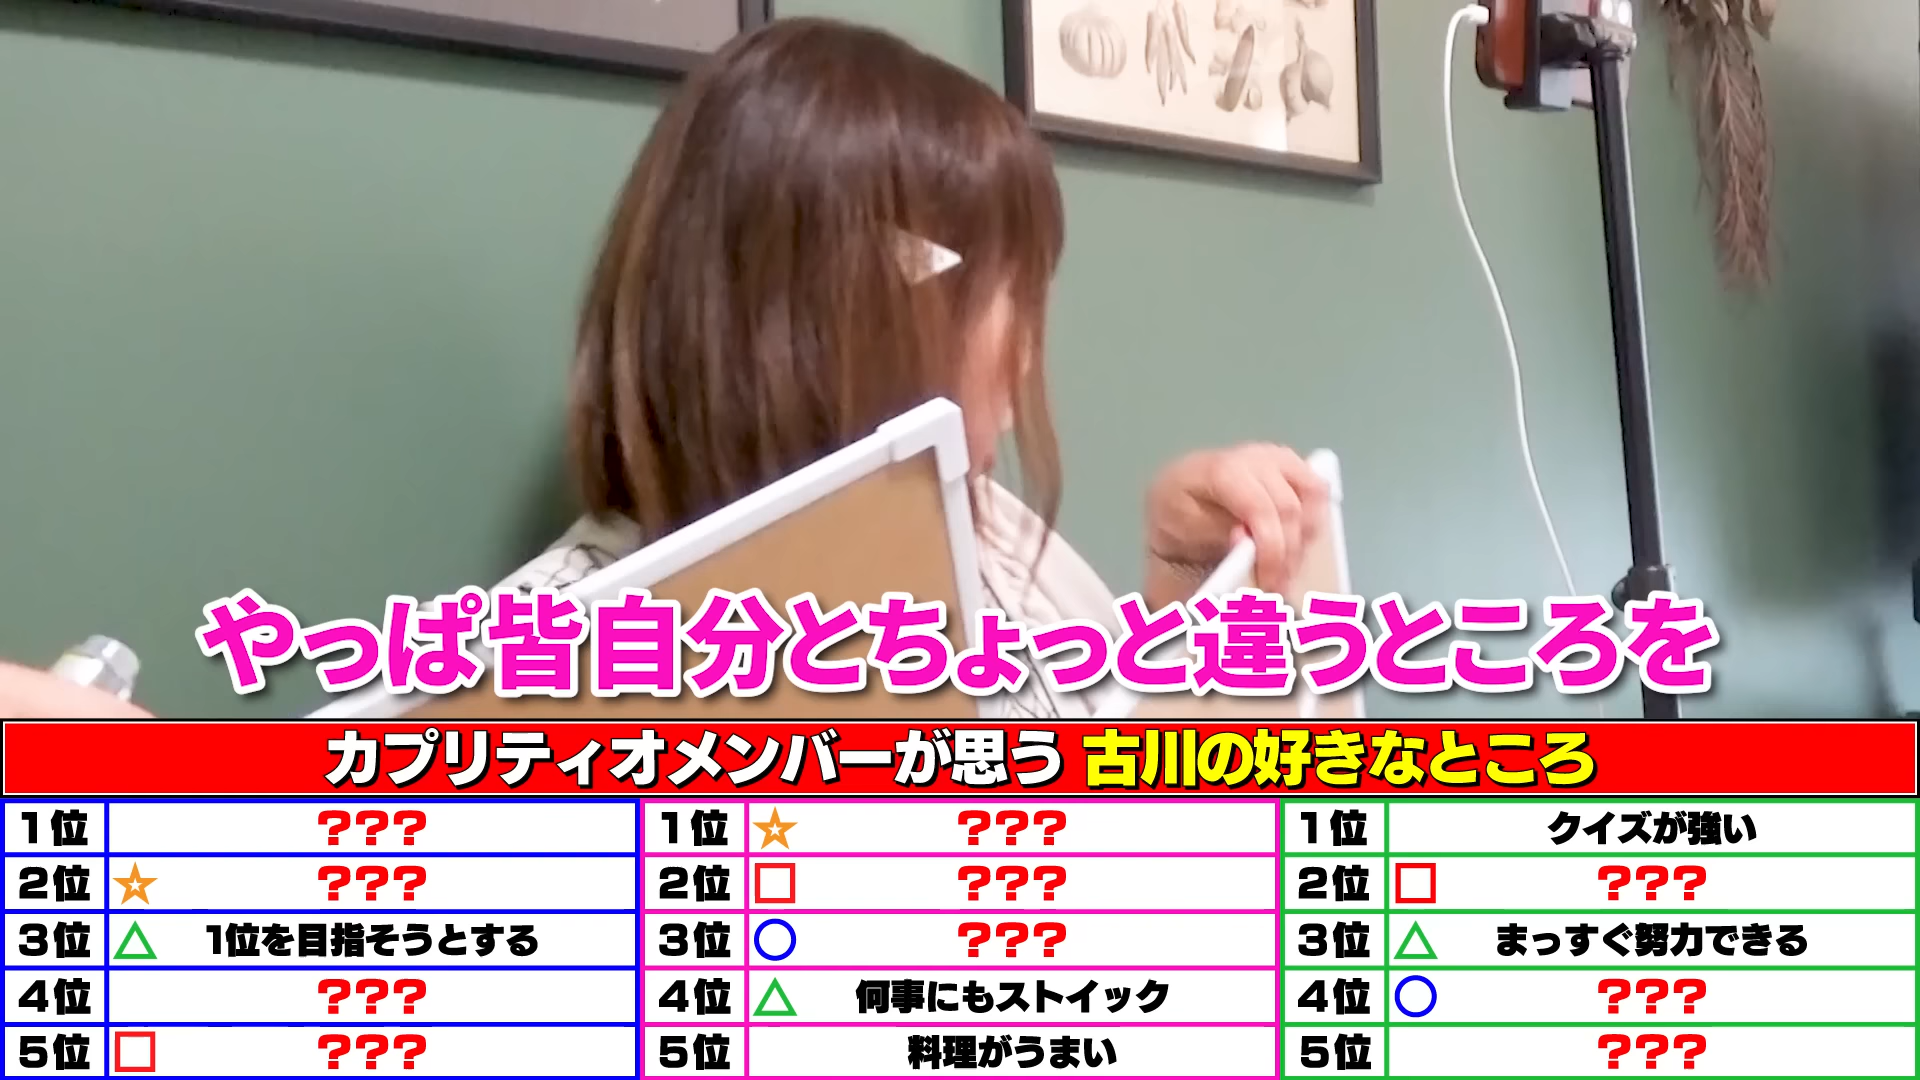 やっぱ皆自分とちょっと違うところを
カプリティオメンバーが思う 古川の好きなところ
1位 ???
2位 ☆ ???
3位 △ 1位を目指そうとする
4位 ???
5位 □ ???
1位 ☆ ???
2位 □ ???
3位 ○ ???
4位 △ 何事にもストイック
5位 料理がうまい
1位 クイズが強い
2位 □ ???
3位 △ まっすぐ努力できる
4位 ○ ???
5位 ???